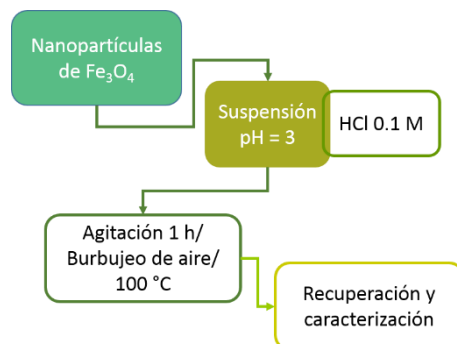 Nanopartículas
de Fe₃O₄
Suspensión
pH = 3
HCl 0.1 M
Agitación 1 h/
Burbujeo de aire/
100 °C
Recuperación y
caracterización